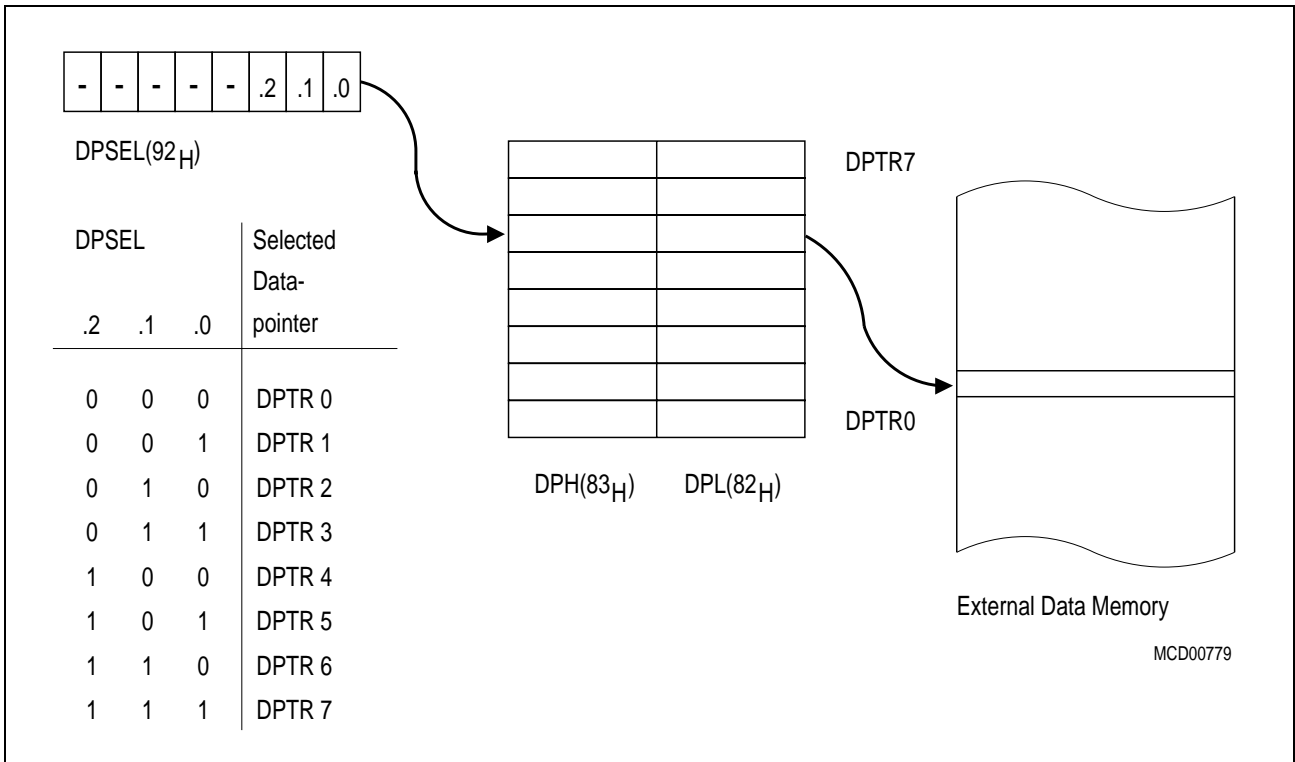 - - - - - .2 .1 .0
DPSEL(92H)
DPSEL Selected
Data-
.2 .1 .0 pointer
0 0 0 DPTR 0
0 0 1 DPTR 1
0 1 0 DPTR 2
0 1 1 DPTR 3
1 0 0 DPTR 4
1 0 1 DPTR 5
1 1 0 DPTR 6
1 1 1 DPTR 7
DPTR7
DPTR0
DPH(83H) DPL(82H)
External Data Memory
MCD00779